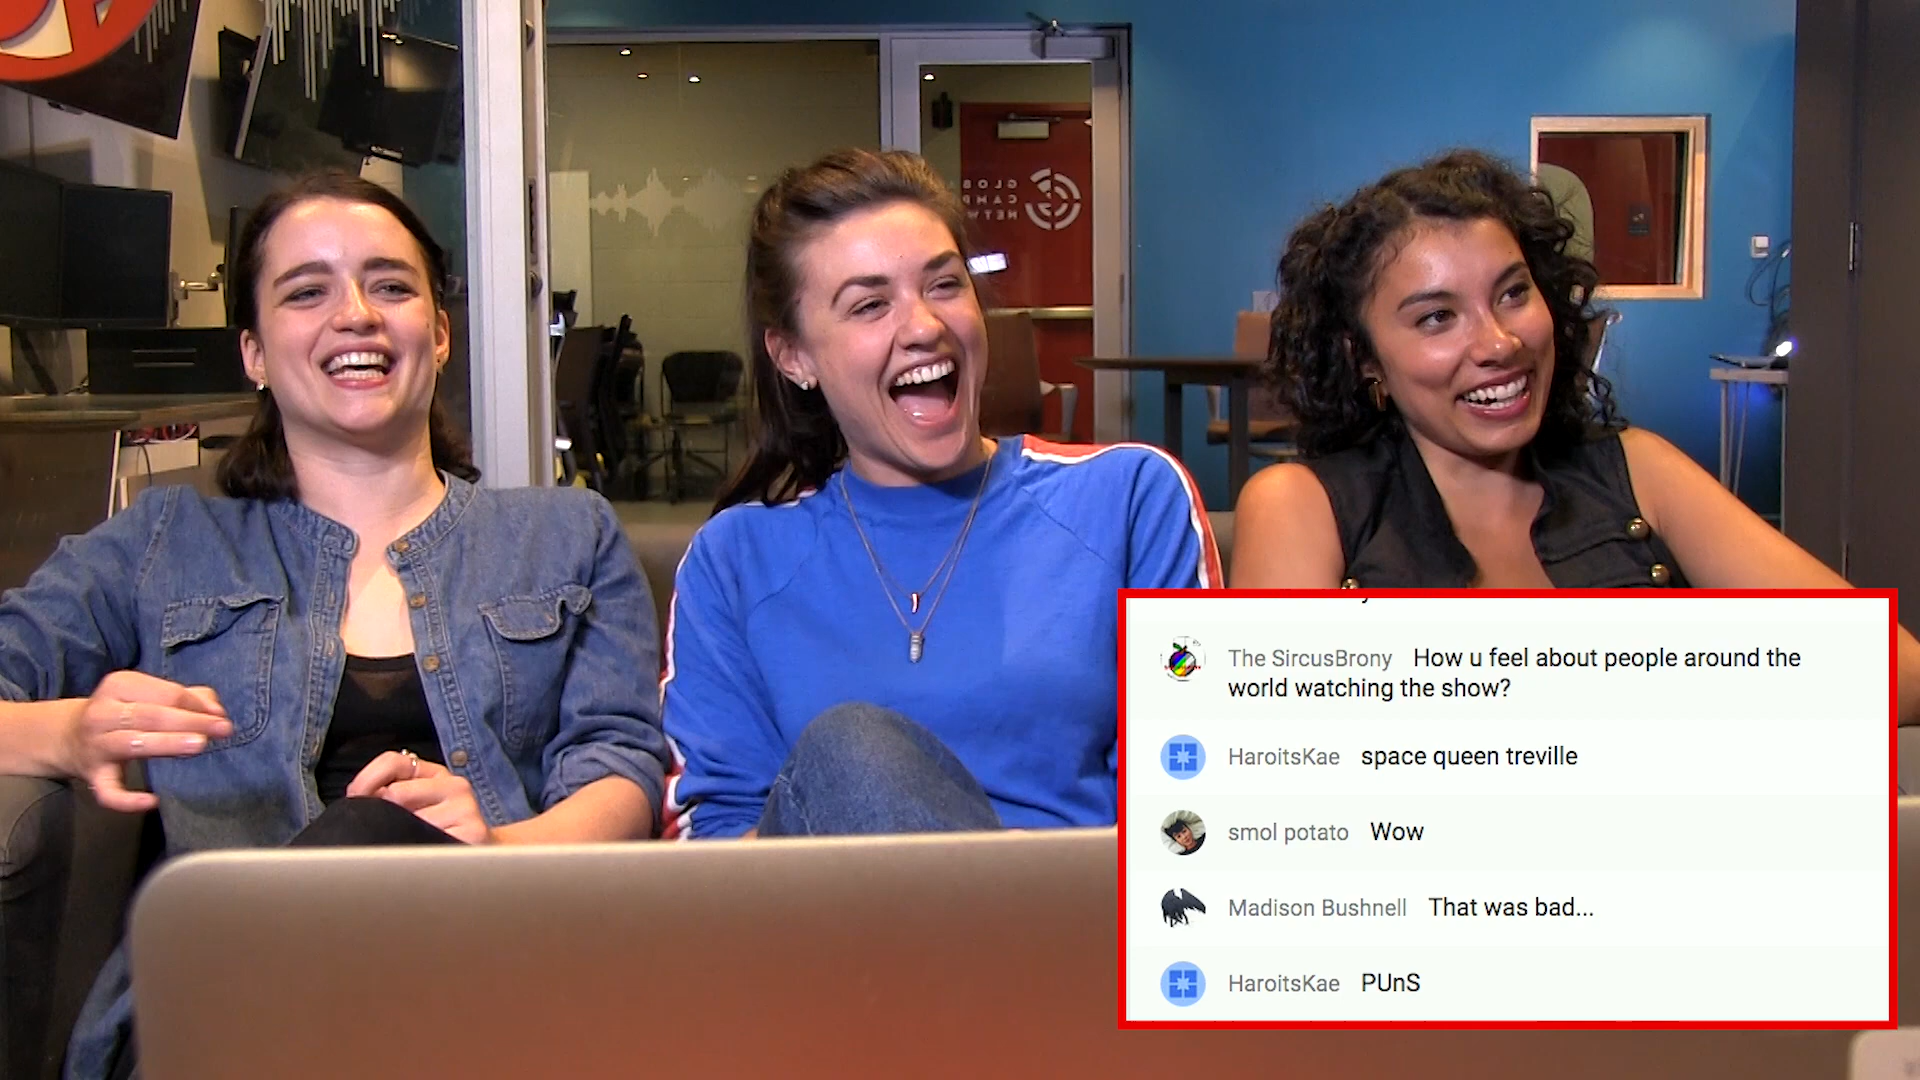 The SircusBrony How u feel about people around the
world watching the show?
HaroitsKae space queen treville
smol potato Wow
Madison Bushnell That was bad...
HaroitsKae PUnS